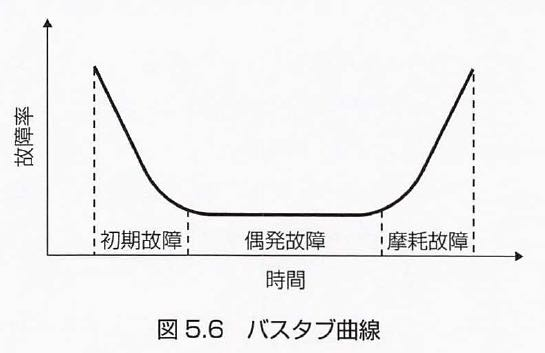 故障率
初期故障
偶発故障
摩耗故障
時間
図 5.6 バスタブ曲線